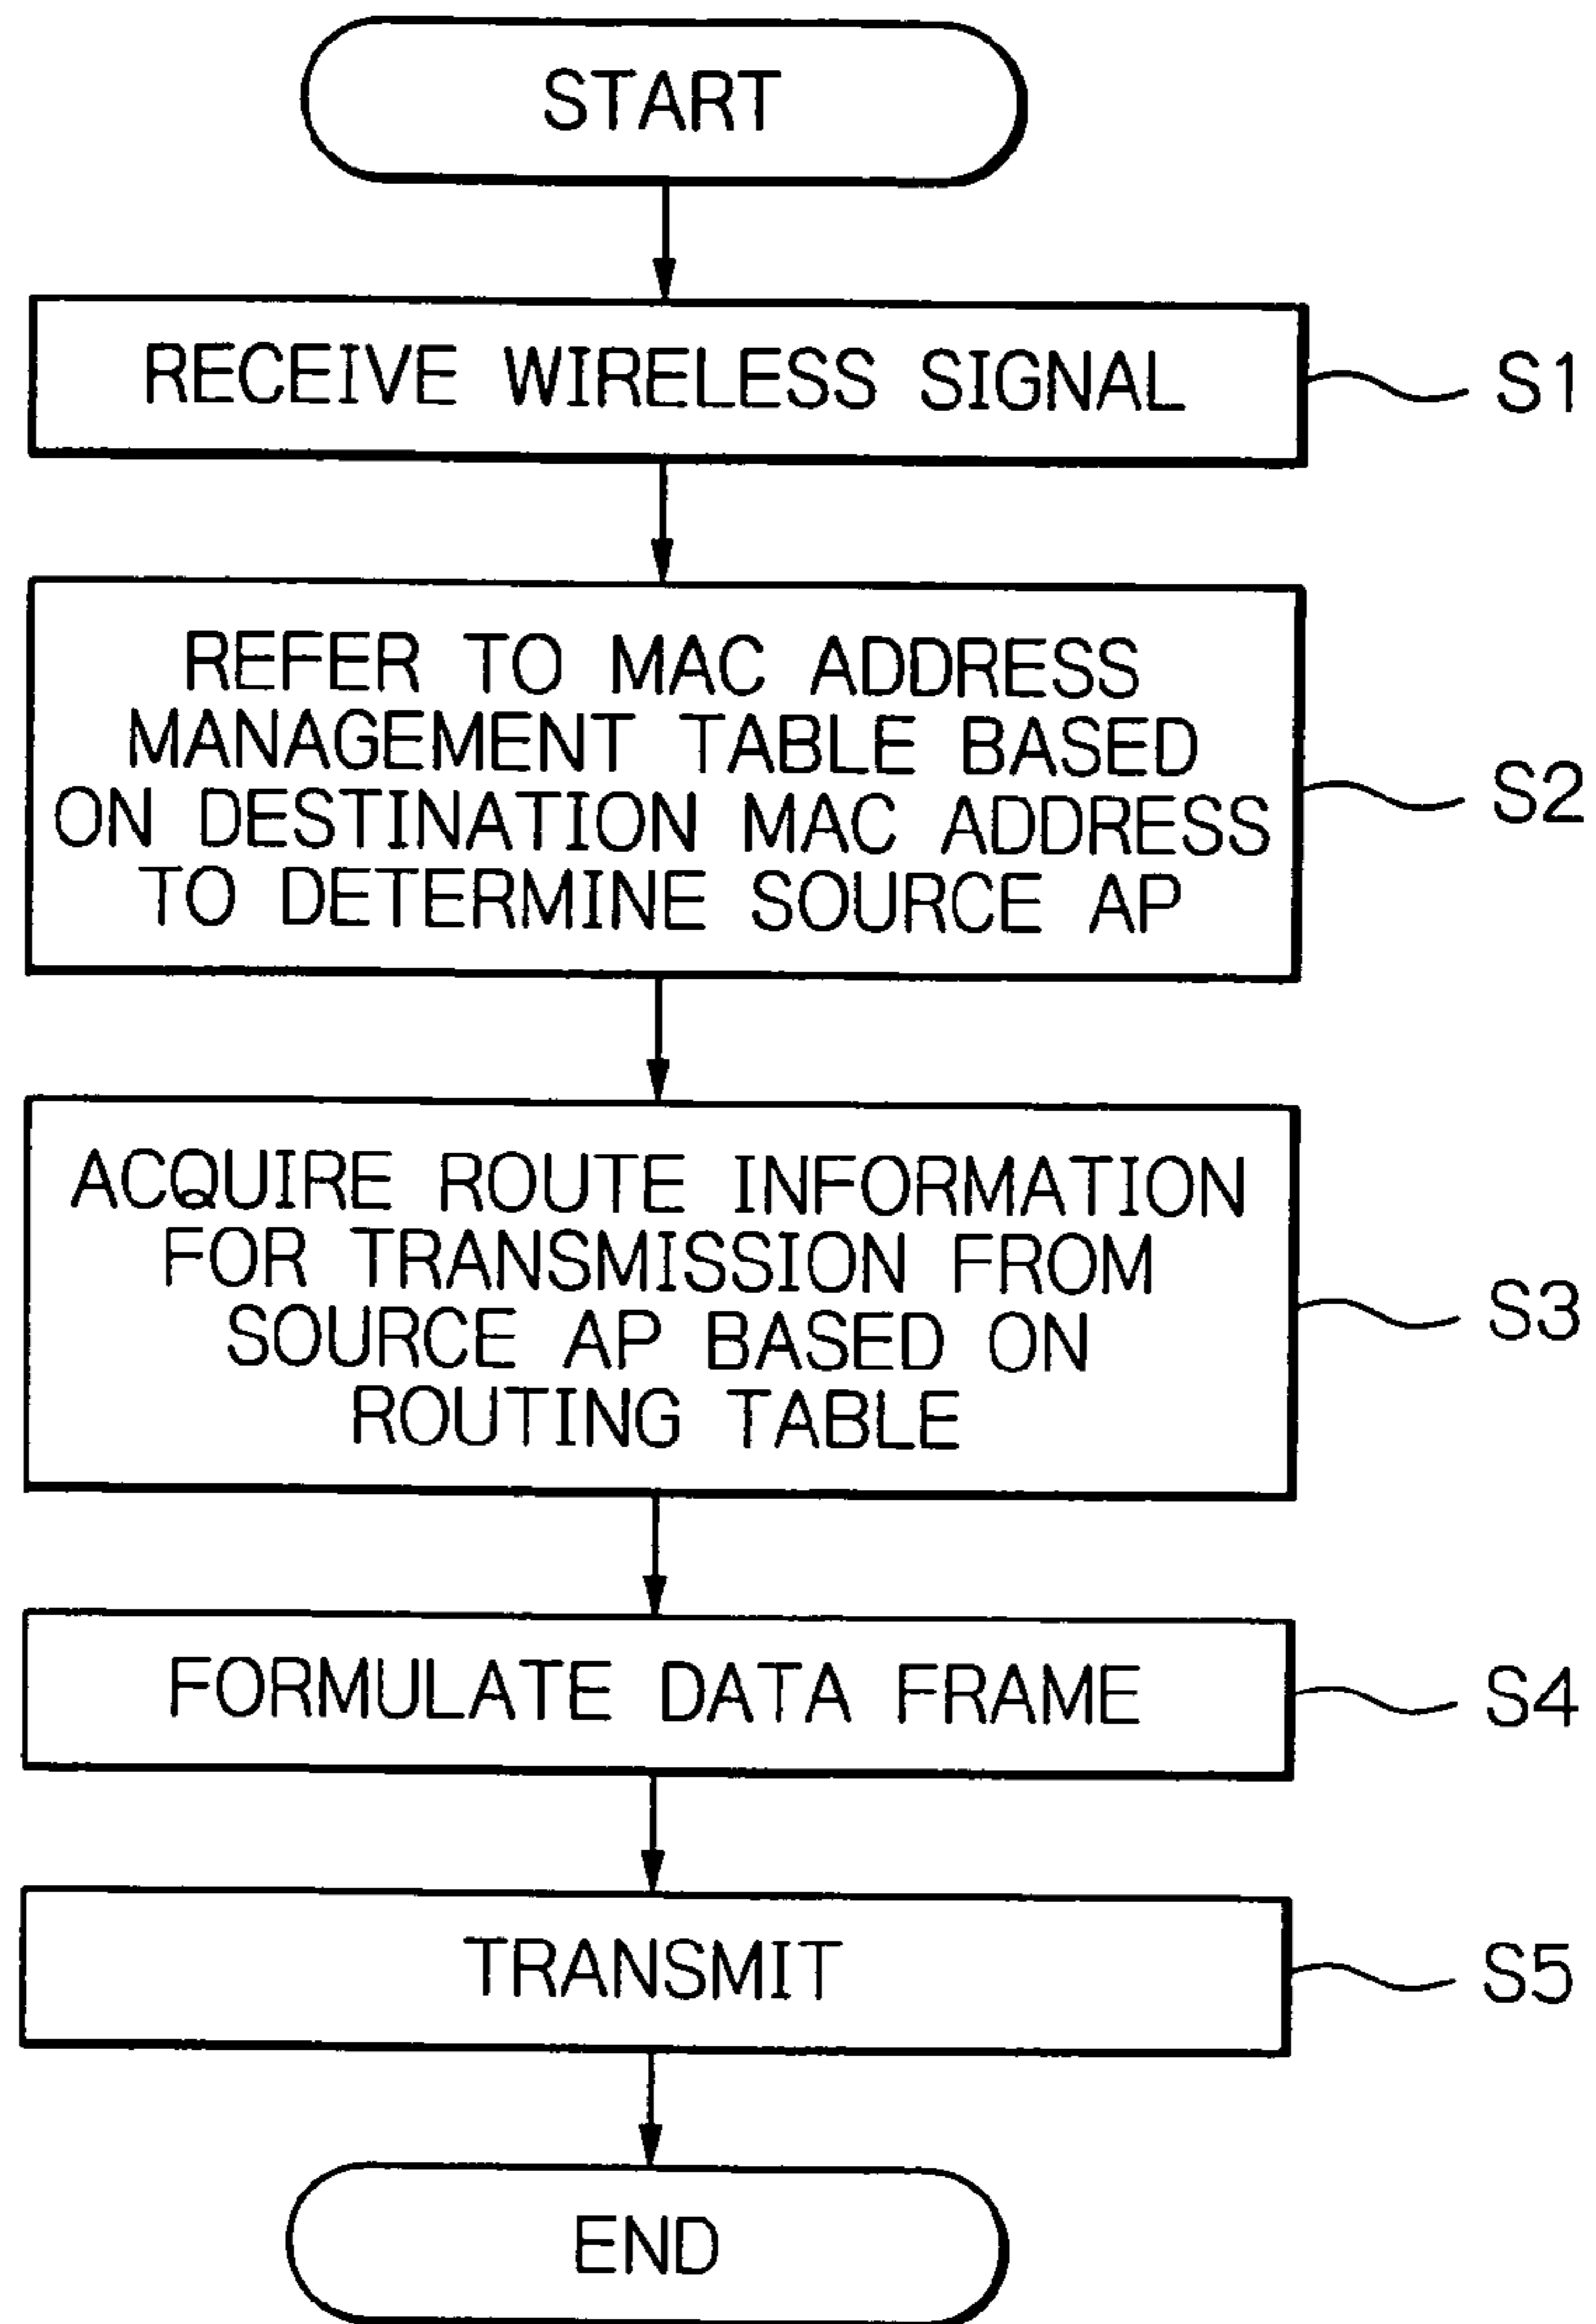 START
RECEIVE WIRELESS SIGNAL
S1
REFER TO MAC ADDRESS
MANAGEMENT TABLE BASED
ON DESTINATION MAC ADDRESS
TO DETERMINE SOURCE AP
S2
ACQUIRE ROUTE INFORMATION
FOR TRANSMISSION FROM
SOURCE AP BASED ON
ROUTING TABLE
S3
FORMULATE DATA FRAME
S4
TRANSMIT
S5
END